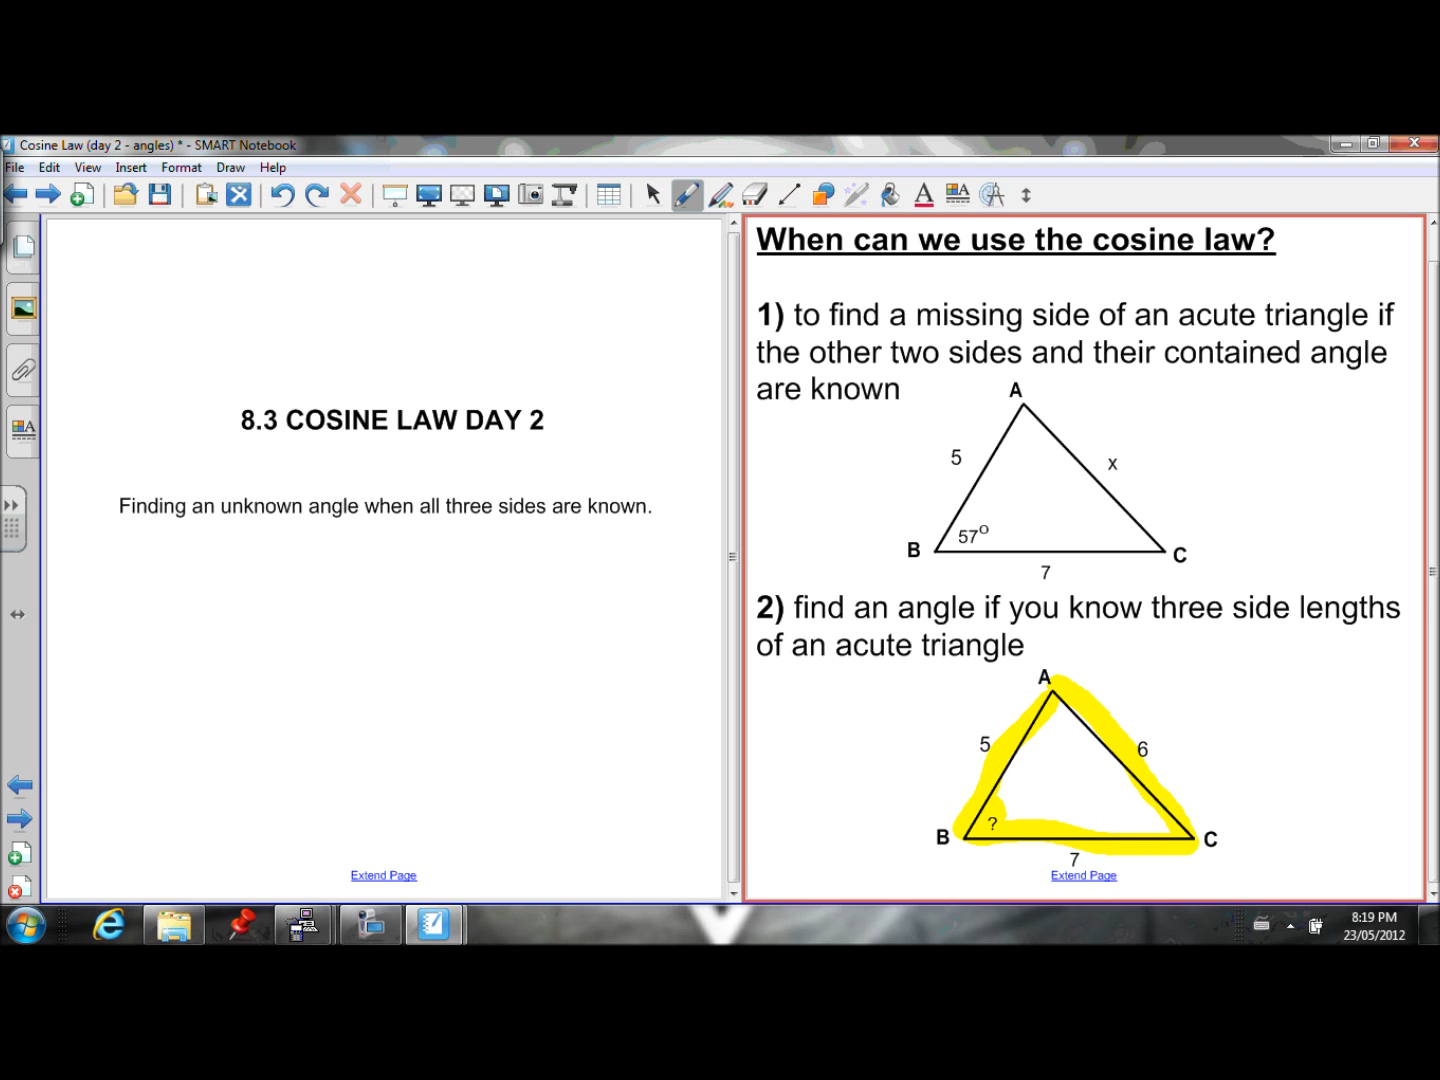 Cosine Law (day 2 - angles) * - SMART Notebook
File Edit View Insert Format Draw Help
8.3 COSINE LAW DAY 2
Finding an unknown angle when all three sides are known.
Extend Page
When can we use the cosine law?
1) to find a missing side of an acute triangle if
the other two sides and their contained angle
are known
A
5
x
57°
B
C
7
2) find an angle if you know three side lengths
of an acute triangle
A
5
6
?
B
C
7
Extend Page
8:19 PM
23/05/2012